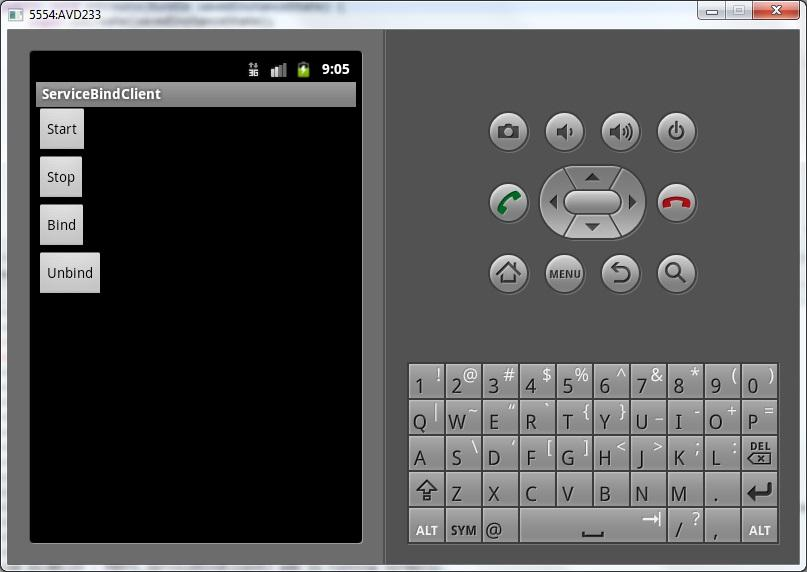 5554:AVD233
3G 9:05
ServiceBindClient
Start
Stop
Bind
Unbind
MENU
1 ! 2 @ 3 # 4 $ 5 % 6 ^ 7 & 8 * 9 ( 0 )
Q | W ~ E “ R ` T { Y } U _ I - O + P =
A S \ D ‘ F [ G ] H < J > K ; L : DEL
Z X C V B N M .
ALT SYM @ / ? , ALT